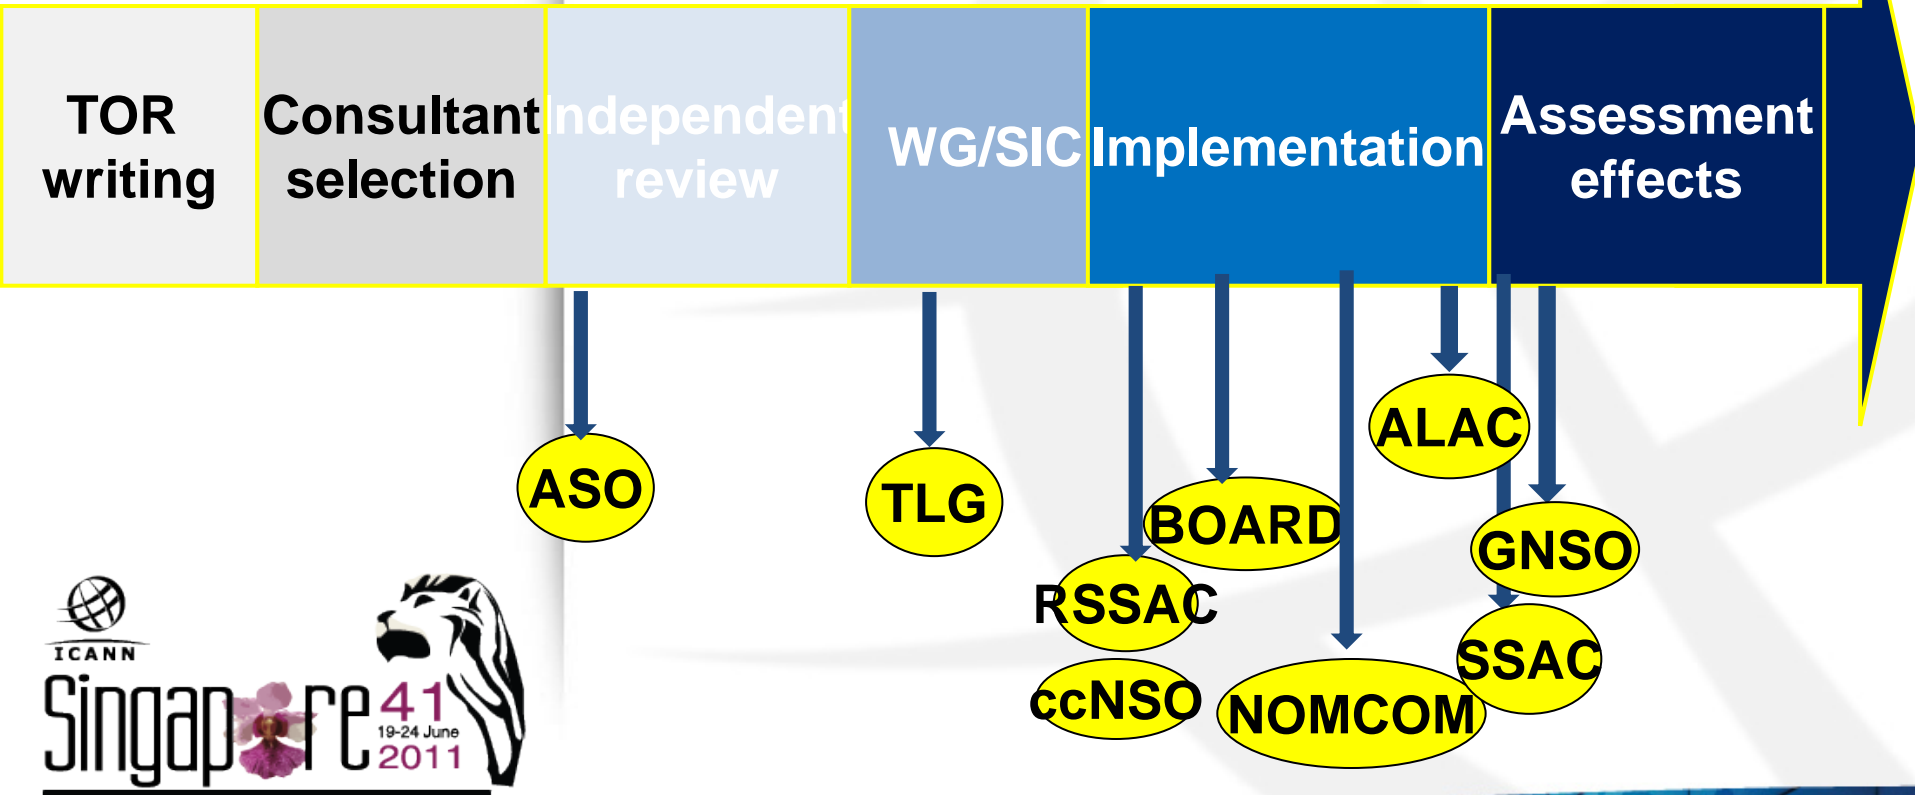 TOR
writing
Consultant
selection
Independent
review
WG/SIC
Implementation
Assessment
effects
ASO
TLG
RSSAC
ccNSO
BOARD
NOMCOM
ALAC
GNSO
SSAC
ICANN
Singapore 41
19-24 June
2011